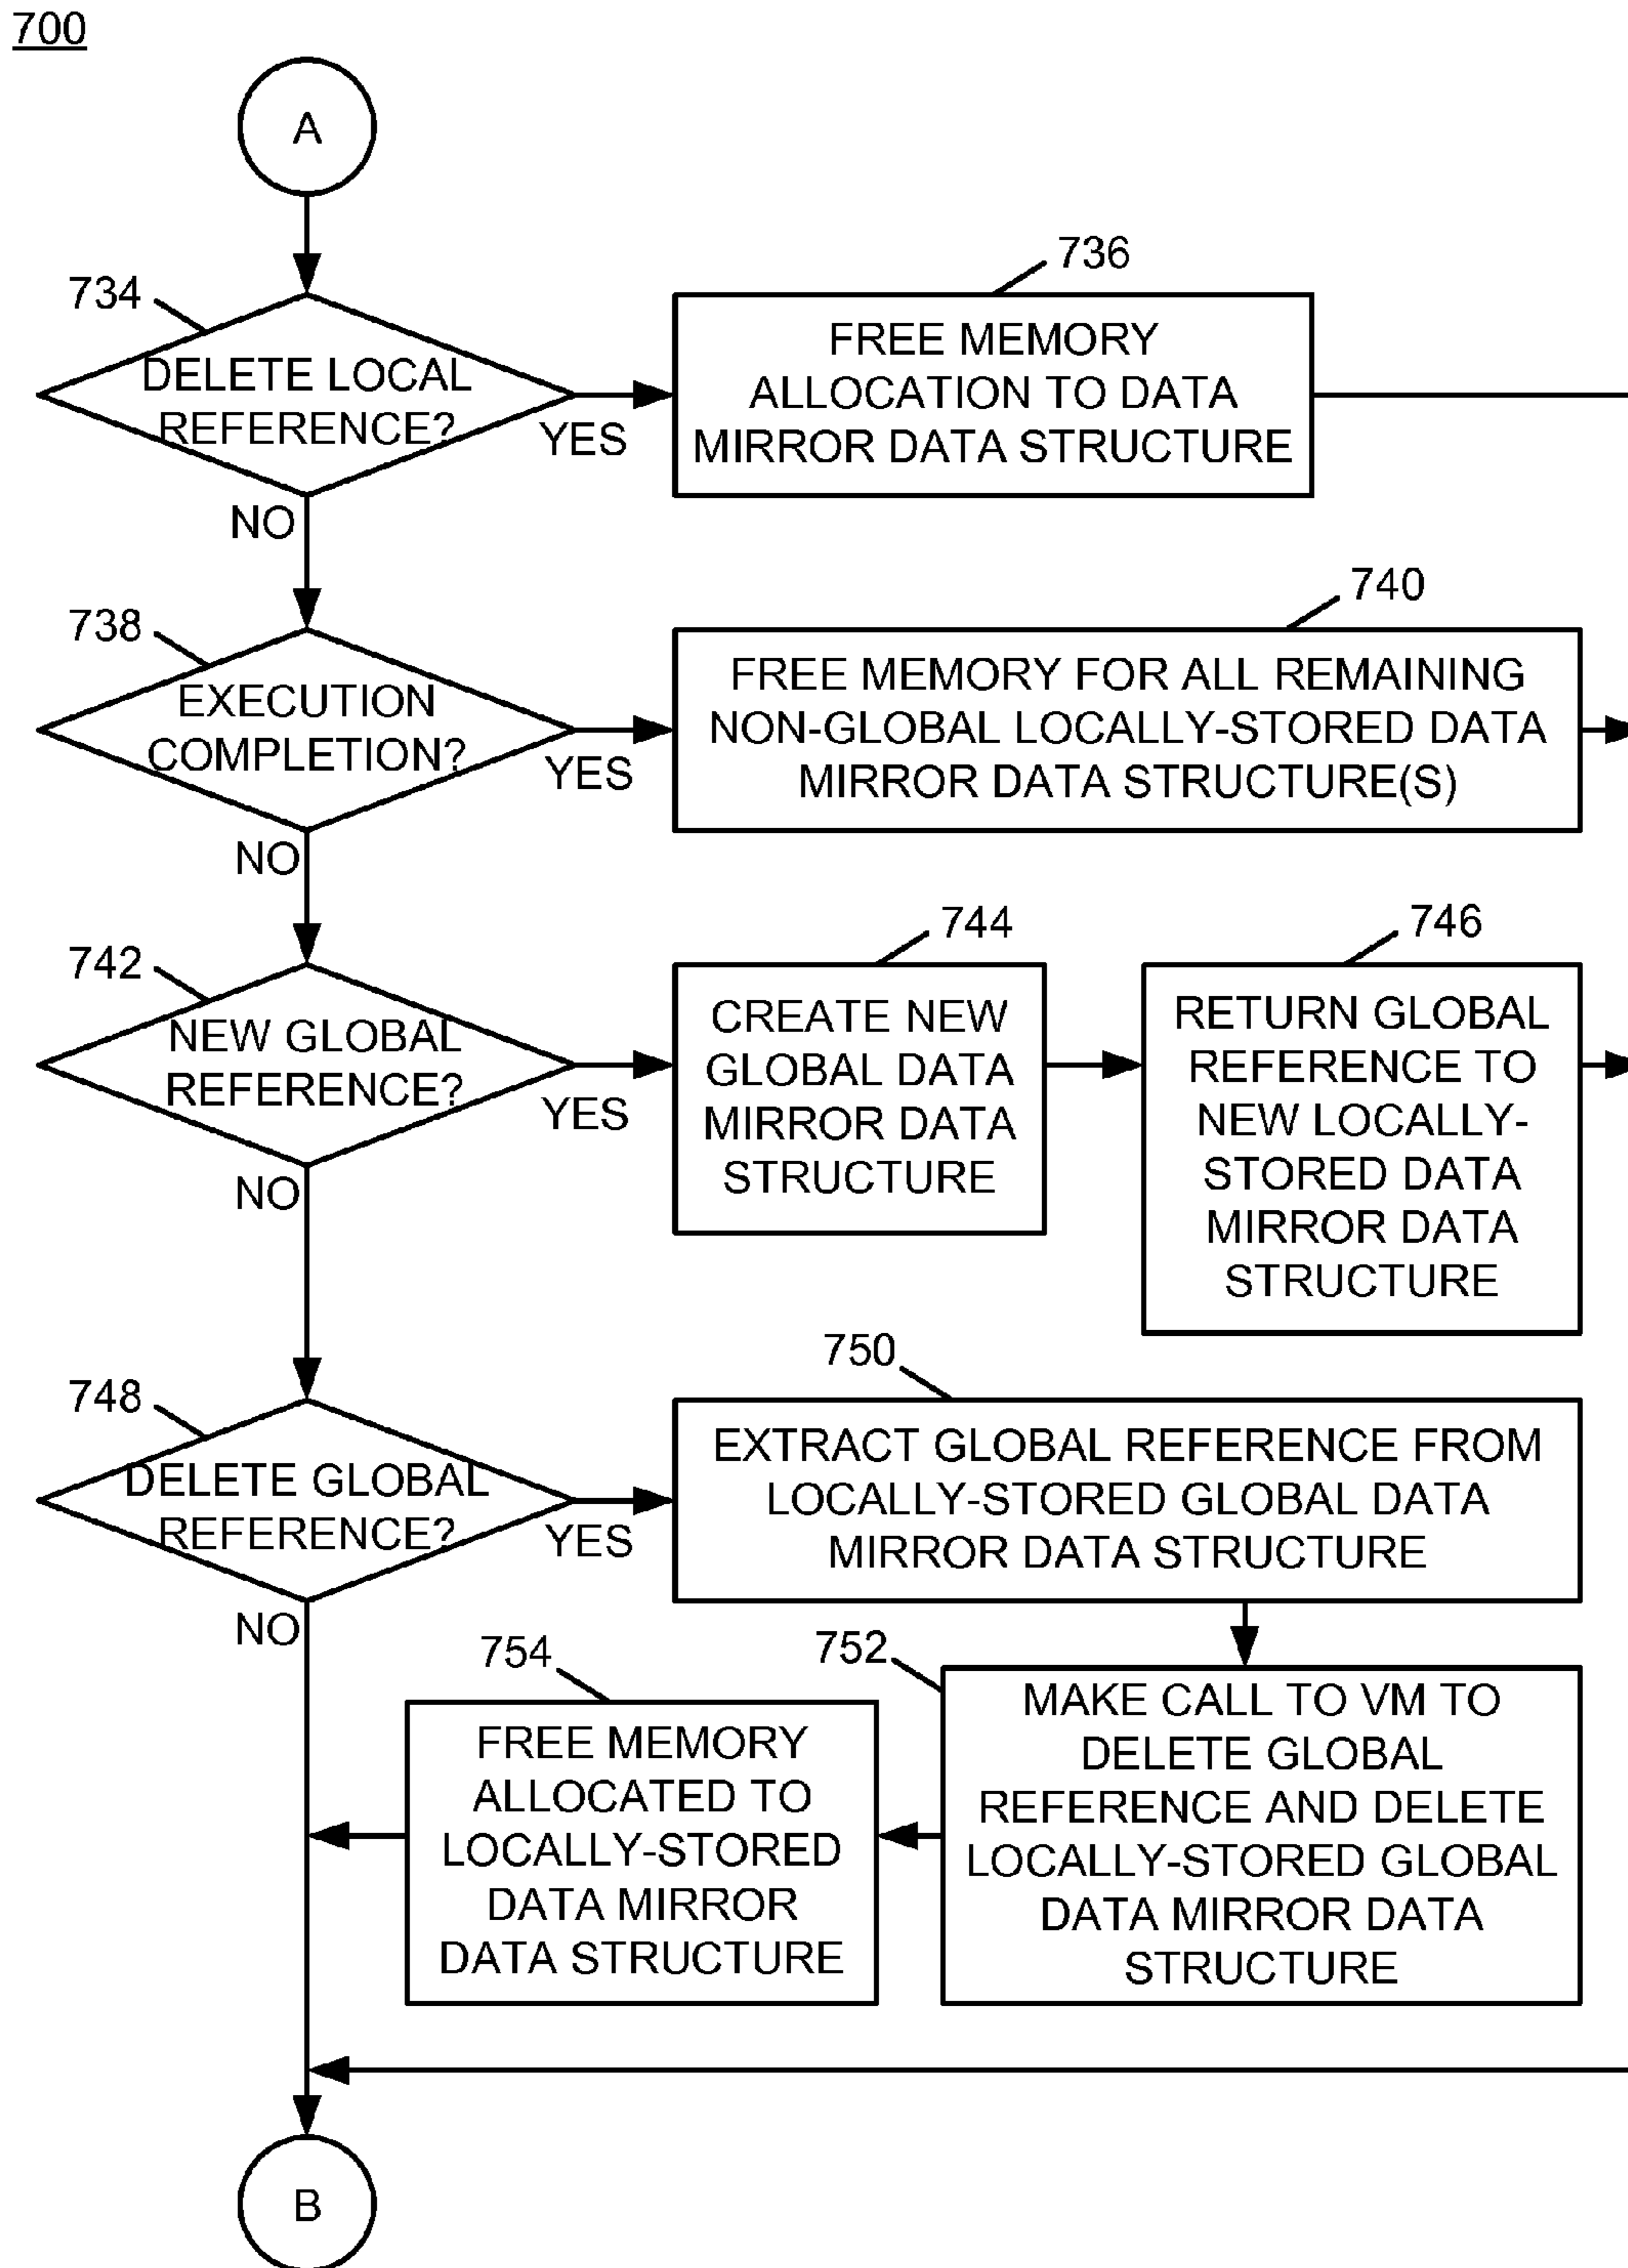 700
A
734
DELETE LOCAL
REFERENCE?
YES
NO
736
FREE MEMORY
ALLOCATION TO DATA
MIRROR DATA STRUCTURE
738
EXECUTION
COMPLETION?
YES
NO
740
FREE MEMORY FOR ALL REMAINING
NON-GLOBAL LOCALLY-STORED DATA
MIRROR DATA STRUCTURE(S)
742
NEW GLOBAL
REFERENCE?
YES
NO
744
CREATE NEW
GLOBAL DATA
MIRROR DATA
STRUCTURE
746
RETURN GLOBAL
REFERENCE TO
NEW LOCALLY-
STORED DATA
MIRROR DATA
STRUCTURE
748
DELETE GLOBAL
REFERENCE?
YES
NO
750
EXTRACT GLOBAL REFERENCE FROM
LOCALLY-STORED GLOBAL DATA
MIRROR DATA STRUCTURE
752
MAKE CALL TO VM TO
DELETE GLOBAL
REFERENCE AND DELETE
LOCALLY-STORED GLOBAL
DATA MIRROR DATA
STRUCTURE
754
FREE MEMORY
ALLOCATED TO
LOCALLY-STORED
DATA MIRROR
DATA STRUCTURE
B